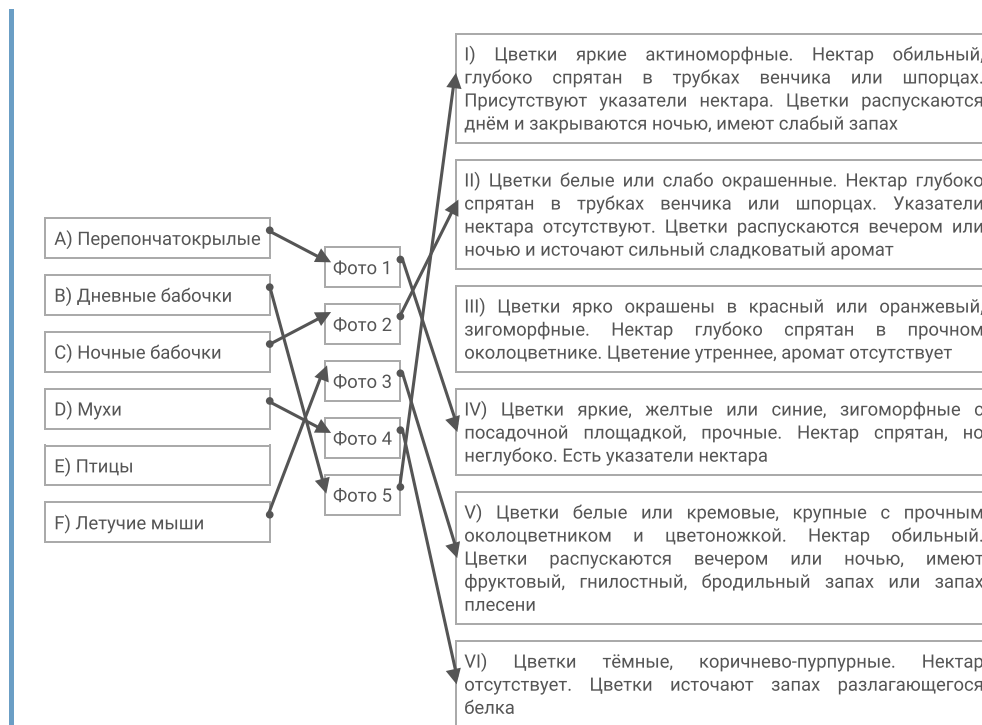 A) Перепончатокрылые
B) Дневные бабочки
C) Ночные бабочки
D) Мухи
E) Птицы
F) Летучие мыши
Фото 1
Фото 2
Фото 3
Фото 4
Фото 5
I) Цветки яркие актиноморфные. Нектар обильный,
глубоко спрятан в трубках венчика или шпорцах.
Присутствуют указатели нектара. Цветки распускаются
днём и закрываются ночью, имеют слабый запах
II) Цветки белые или слабо окрашенные. Нектар глубоко
спрятан в трубках венчика или шпорцах. Указатели
нектара отсутствуют. Цветки распускаются вечером или
ночью и источают сильный сладковатый аромат
III) Цветки ярко окрашены в красный или оранжевый,
зигоморфные. Нектар глубоко спрятан в прочном
околоцветнике. Цветение утреннее, аромат отсутствует
IV) Цветки яркие, желтые или синие, зигоморфные с
посадочной площадкой, прочные. Нектар спрятан, но
неглубоко. Есть указатели нектара
V) Цветки белые или кремовые, крупные с прочным
околоцветником и цветоножкой. Нектар обильный.
Цветки распускаются вечером или ночью, имеют
фруктовый, гнилостный, бродильный запах или запах
плесени
VI) Цветки тёмные, коричнево-пурпурные. Нектар
отсутствует. Цветки источают запах разлагающегося
белка